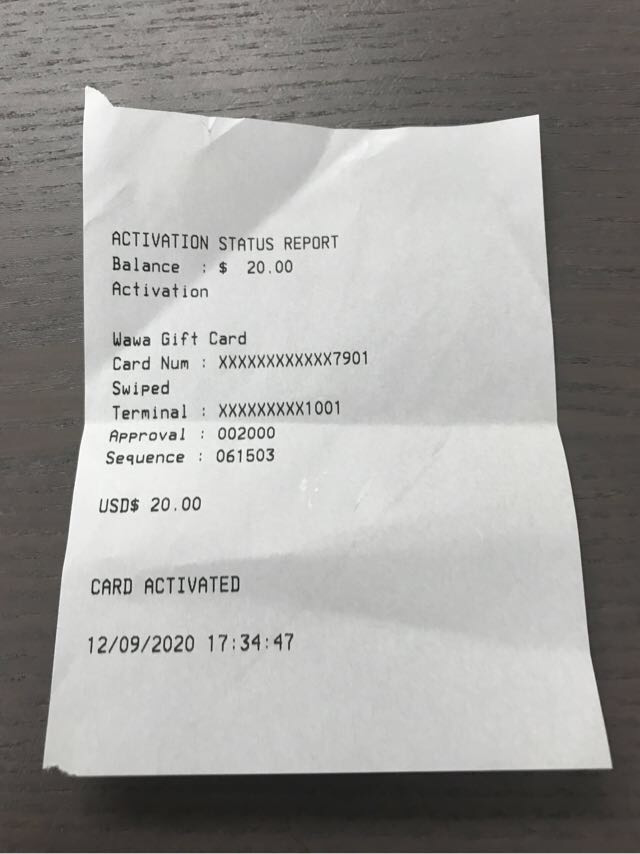 ACTIVATION STATUS REPORT
Balance : $ 20.00
Activation
Wawa Gift Card
Card Num : XXXXXXXXXXXX7901
Swiped
Terminal : XXXXXXXXX1001
Approval : 002000
Sequence : 061503
USD$ 20.00
CARD ACTIVATED
12/09/2020 17:34:47